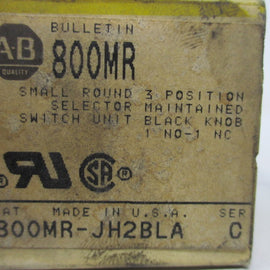 BULLETIN
AB
QUALITY
800MR
SMALL ROUND 3 POSITION
SELECTOR MAINTAINED
SWITCH UNIT BLACK KNOB
1 NO-1 NC
MADE IN U.S.A.
SER
800MR-JH2BLA
C